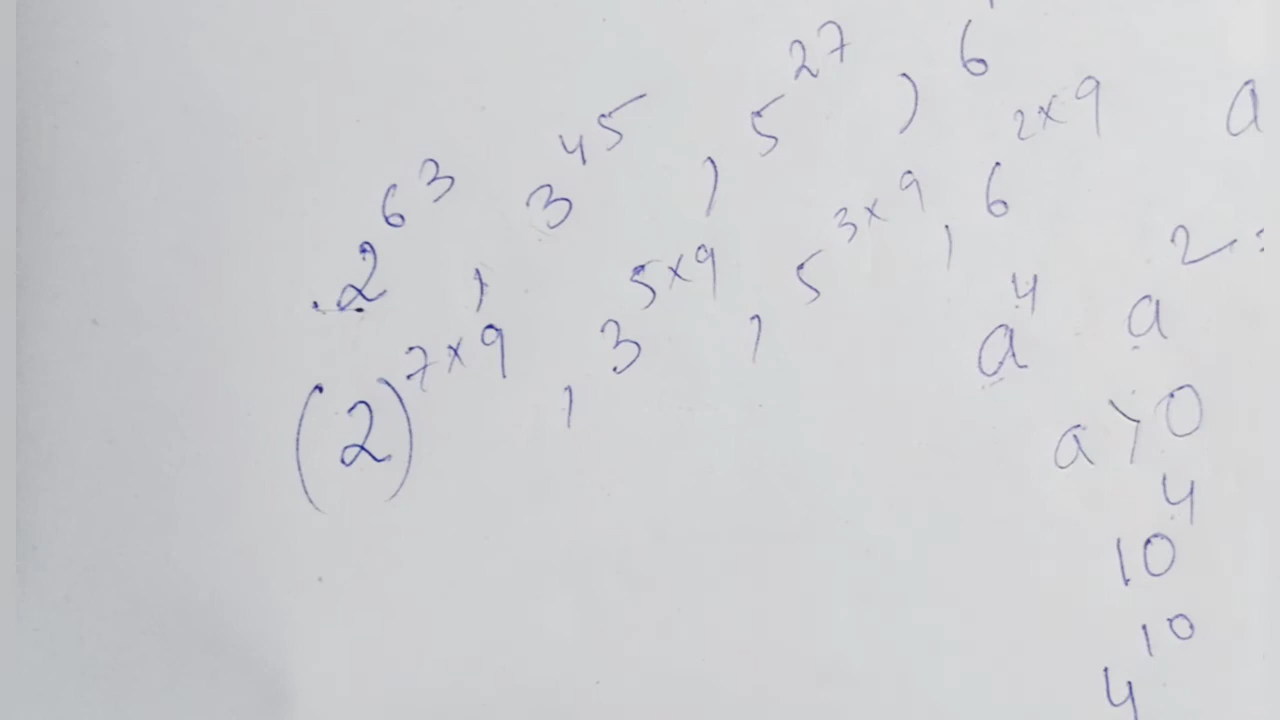 2^63, 3^45, 5^27, 6
(2)^7×9, 3^5×9, 5^3×9, 6^2×9
a
a^4 a^2
a > 0
10^4
4^10